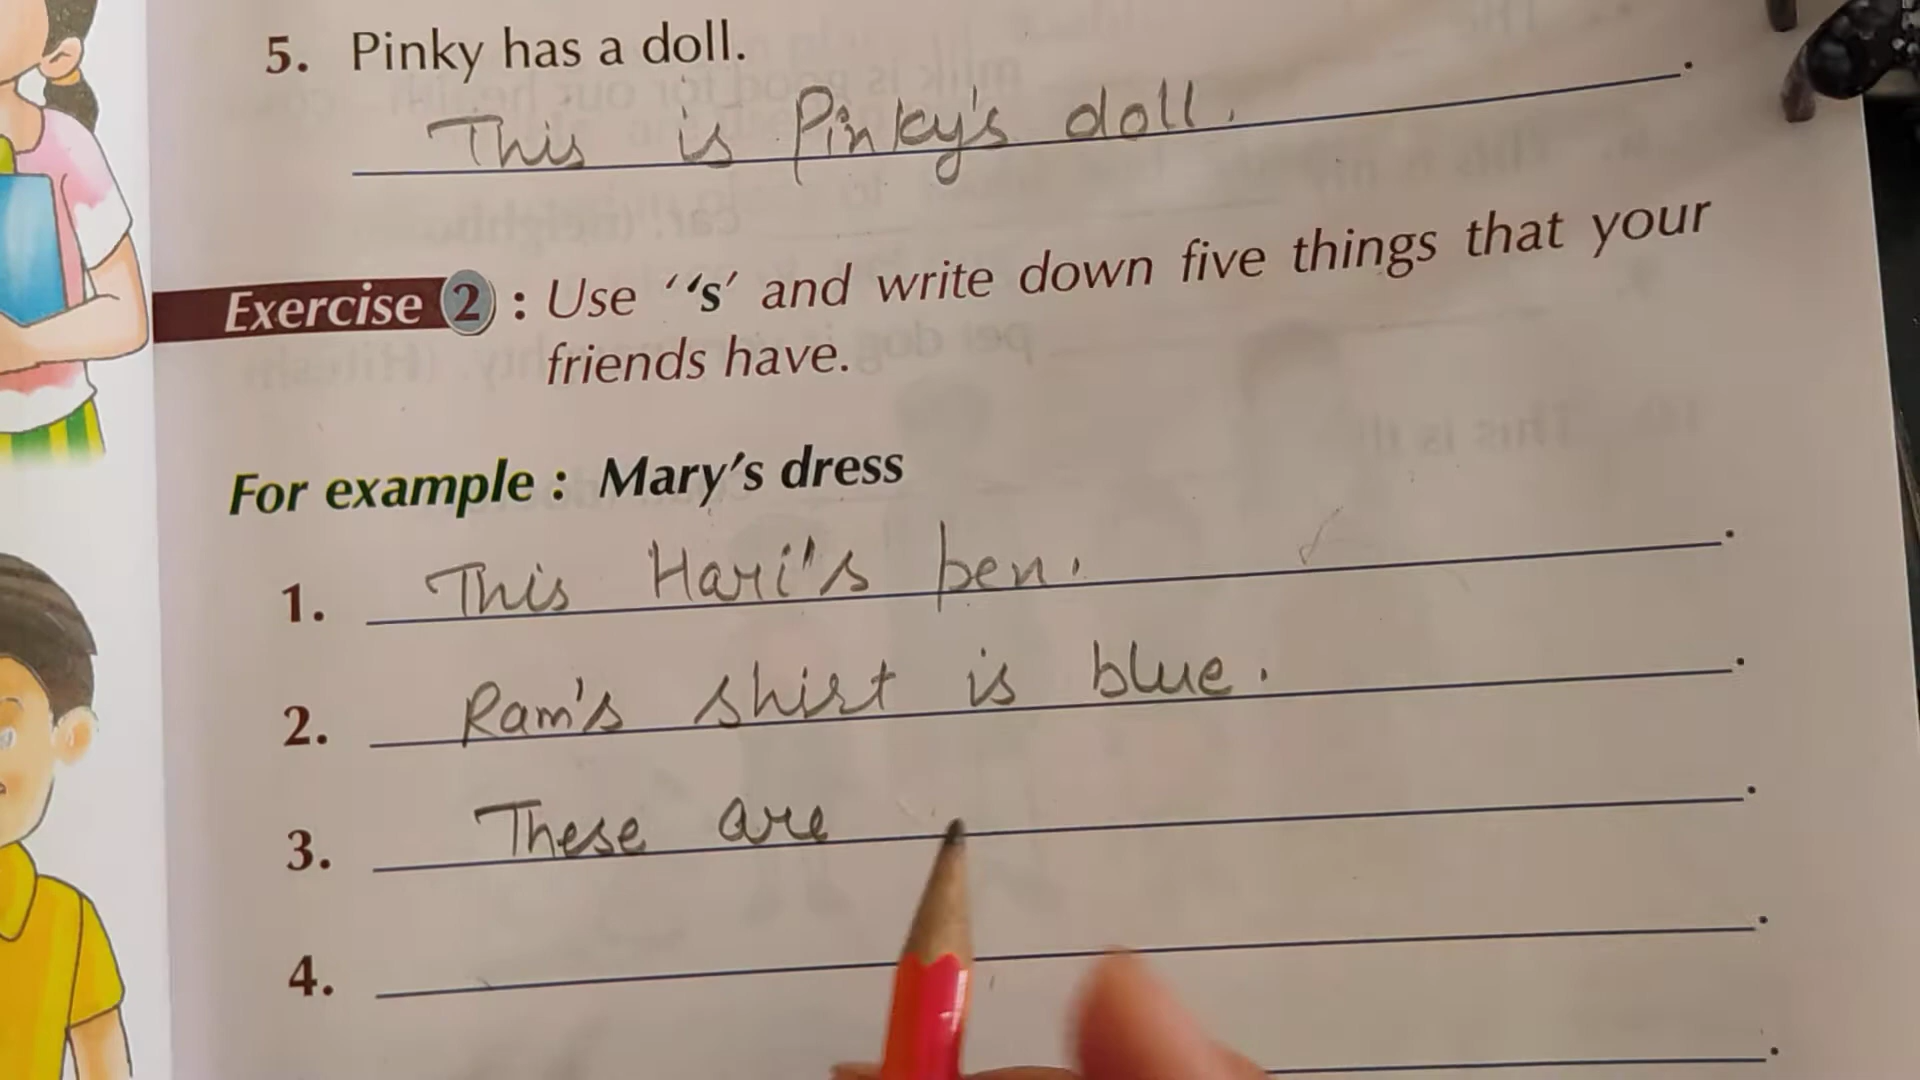 5. Pinky has a doll.
This is Pinky's doll.
Exercise 2 : Use ‘‘s’ and write down five things that your
friends have.
For example : Mary’s dress
1. This Hari's pen.
2. Ram's shirt is blue.
3. These are
4.